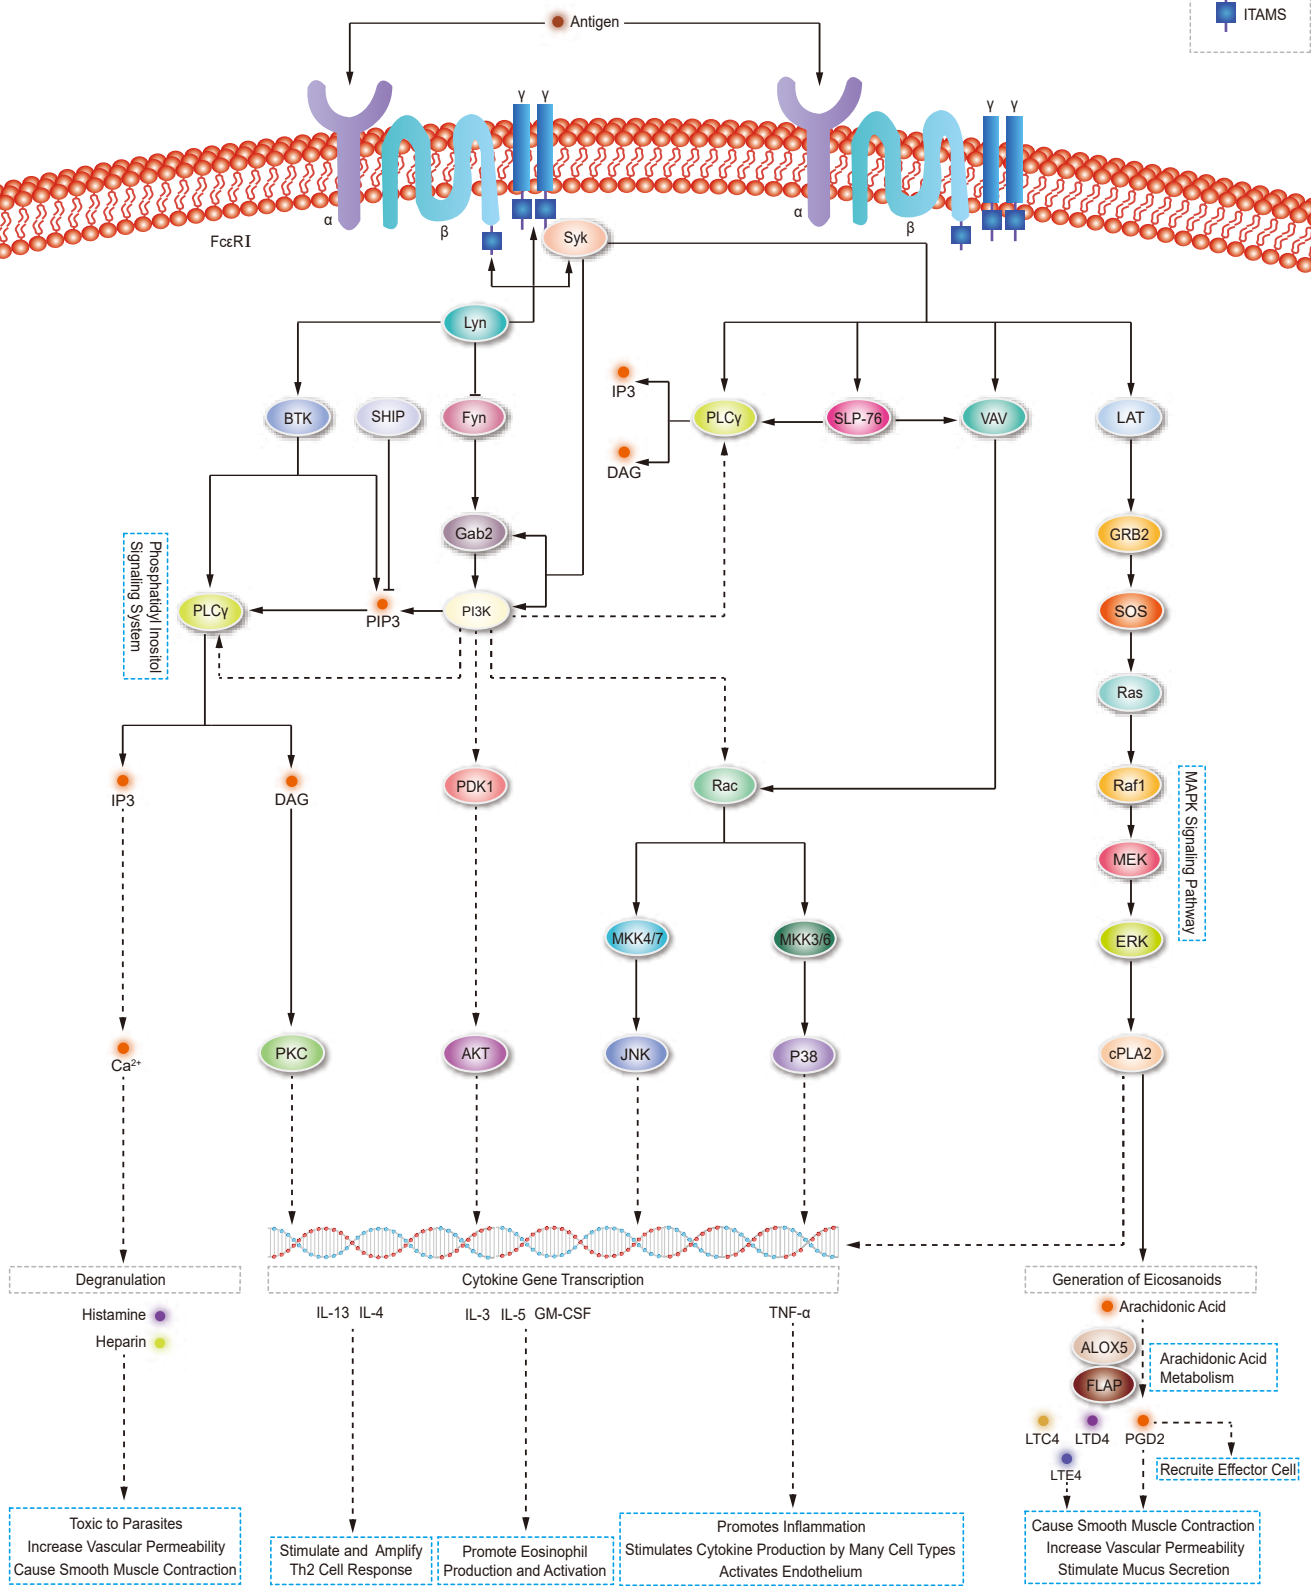 Antigen
ITAMS
γ γ
γ γ
α
β
FcεRI
Syk
α
β
Lyn
IP3
DAG
BTK
SHIP
Fyn
PLCγ
SLP-76
VAV
LAT
Gab2
GRB2
Phosphatidyl Inositol
Signaling System
PLCγ
PIP3
PI3K
SOS
Ras
IP3
DAG
PDK1
Rac
Raf1
MAPK Signaling Pathway
MEK
MKK4/7
MKK3/6
ERK
Ca²⁺
PKC
AKT
JNK
P38
cPLA2
Degranulation
Cytokine Gene Transcription
Generation of Eicosanoids
Histamine
Heparin
IL-13 IL-4
IL-3 IL-5 GM-CSF
TNF-α
Arachidonic Acid
ALOX5
FLAP
Arachidonic Acid
Metabolism
LTC4
LTD4
PGD2
LTE4
Recruite Effector Cell
Toxic to Parasites
Increase Vascular Permeability
Cause Smooth Muscle Contraction
Stimulate and Amplify
Th2 Cell Response
Promote Eosinophil
Production and Activation
Promotes Inflammation
Stimulates Cytokine Production by Many Cell Types
Activates Endothelium
Cause Smooth Muscle Contraction
Increase Vascular Permeability
Stimulate Mucus Secretion